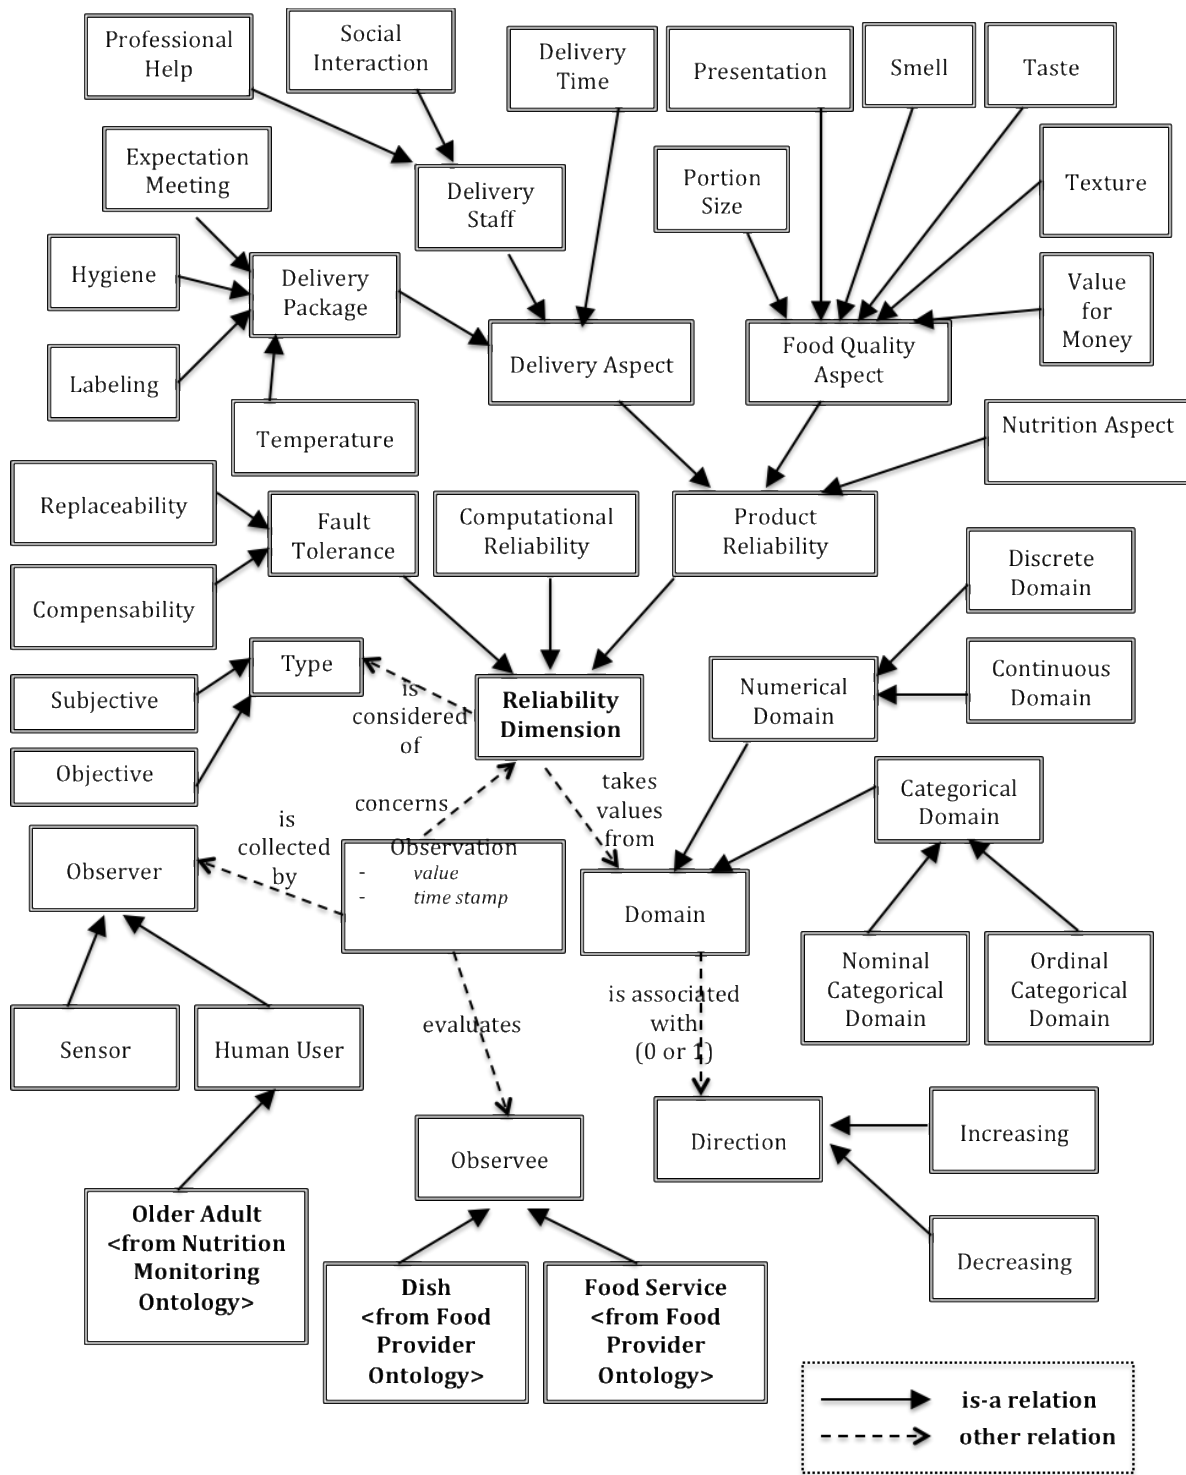 Professional
Help
Social
Interaction
Delivery
Time
Presentation
Smell
Taste
Expectation
Meeting
Delivery
Staff
Portion
Size
Texture
Hygiene
Delivery
Package
Value
for
Money
Labeling
Delivery Aspect
Food Quality
Aspect
Temperature
Nutrition Aspect
Replaceability
Fault
Tolerance
Computational
Reliability
Product
Reliability
Discrete
Domain
Compensability
Type
Subjective
is
considered
of
Reliability
Dimension
Numerical
Domain
Continuous
Domain
Objective
concerns
takes
values
from
Categorical
Domain
is
collected
by
Observer
Observation
- value
- time stamp
Domain
Nominal
Categorical
Domain
Ordinal
Categorical
Domain
Sensor
Human User
evaluates
is associated
with
(0 or 1)
Observee
Direction
Increasing
Decreasing
Older Adult
<from Nutrition
Monitoring
Ontology>
Dish
<from Food
Provider
Ontology>
Food Service
<from Food
Provider
Ontology>
is-a relation
other relation